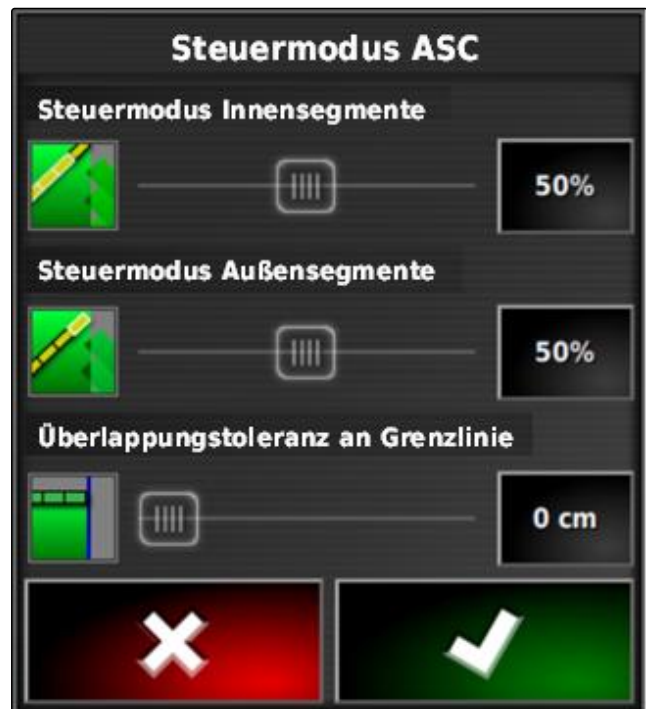 Steuermodus ASC
Steuermodus Innensegmente
50%
Steuermodus Außensegmente
50%
Überlappungstoleranz an Grenzlinie
0 cm